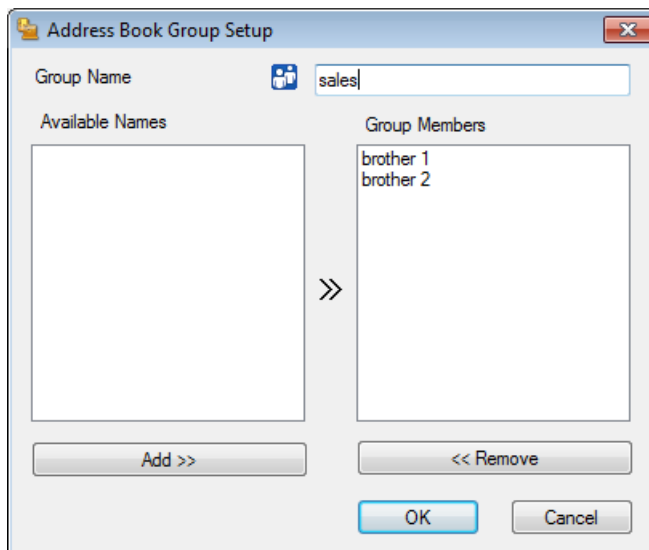 Address Book Group Setup
Group Name
sales
Available Names
Group Members
brother 1
brother 2
>>
Add >>
<< Remove
OK
Cancel